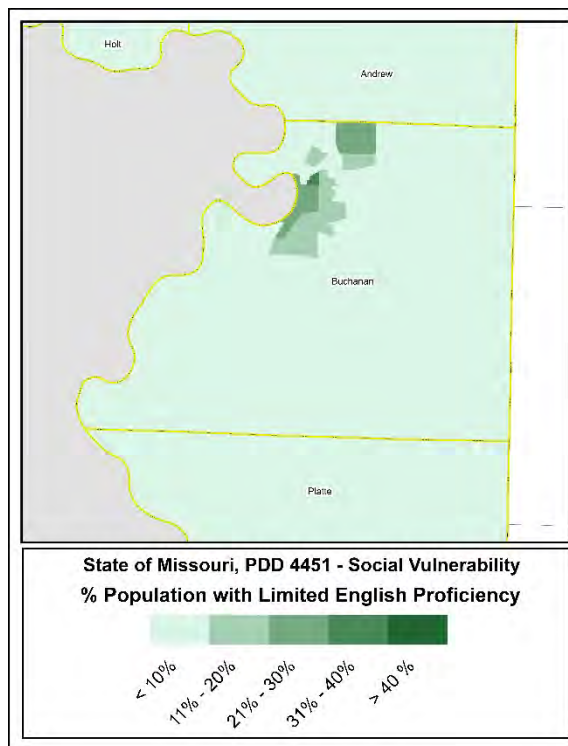 Holt
Andrew
Buchanan
Platte
State of Missouri, PDD 4451 - Social Vulnerability
% Population with Limited English Proficiency
< 10%
11% - 20%
21% - 30%
31% - 40%
> 40 %